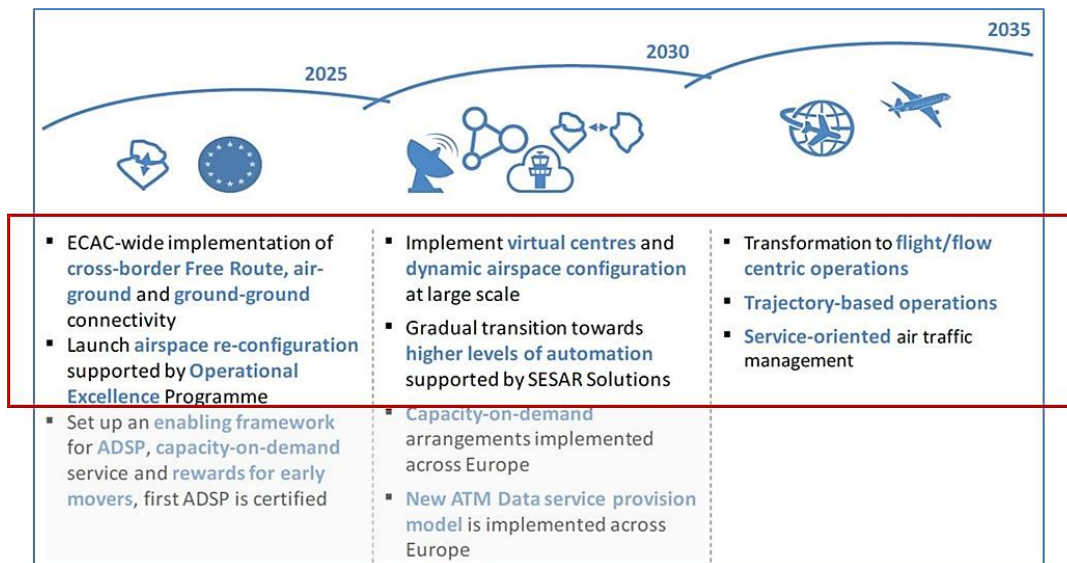 2025
2030
2035
▪ ECAC-wide implementation of
cross-border Free Route, air-
ground and ground-ground
connectivity
▪ Launch airspace re-configuration
supported by Operational
Excellence Programme
▪ Set up an enabling framework
for ADSP, capacity-on-demand
service and rewards for early
movers, first ADSP is certified
▪ Implement virtual centres and
dynamic airspace configuration
at large scale
▪ Gradual transition towards
higher levels of automation
supported by SESAR Solutions
▪ Capacity-on-demand
arrangements implemented
across Europe
▪ New ATM Data service provision
model is implemented across
Europe
▪ Transformation to flight/flow
centric operations
▪ Trajectory-based operations
▪ Service-oriented air traffic
management